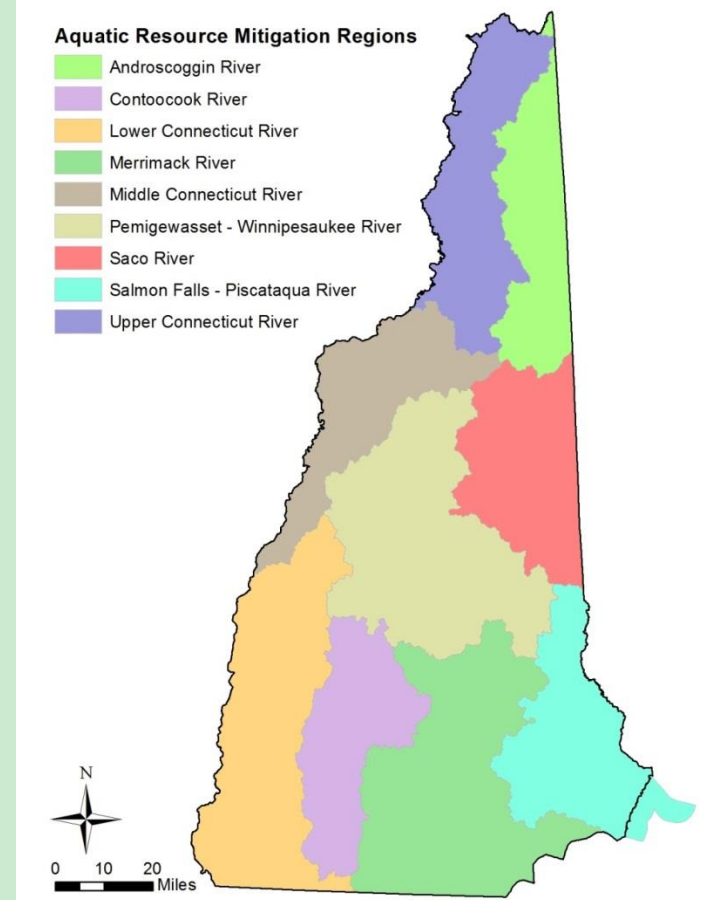 Aquatic Resource Mitigation Regions
Androscoggin River
Contoocook River
Lower Connecticut River
Merrimack River
Middle Connecticut River
Pemigewasset - Winnipesaukee River
Saco River
Salmon Falls - Piscataqua River
Upper Connecticut River
N
0 10 20
Miles